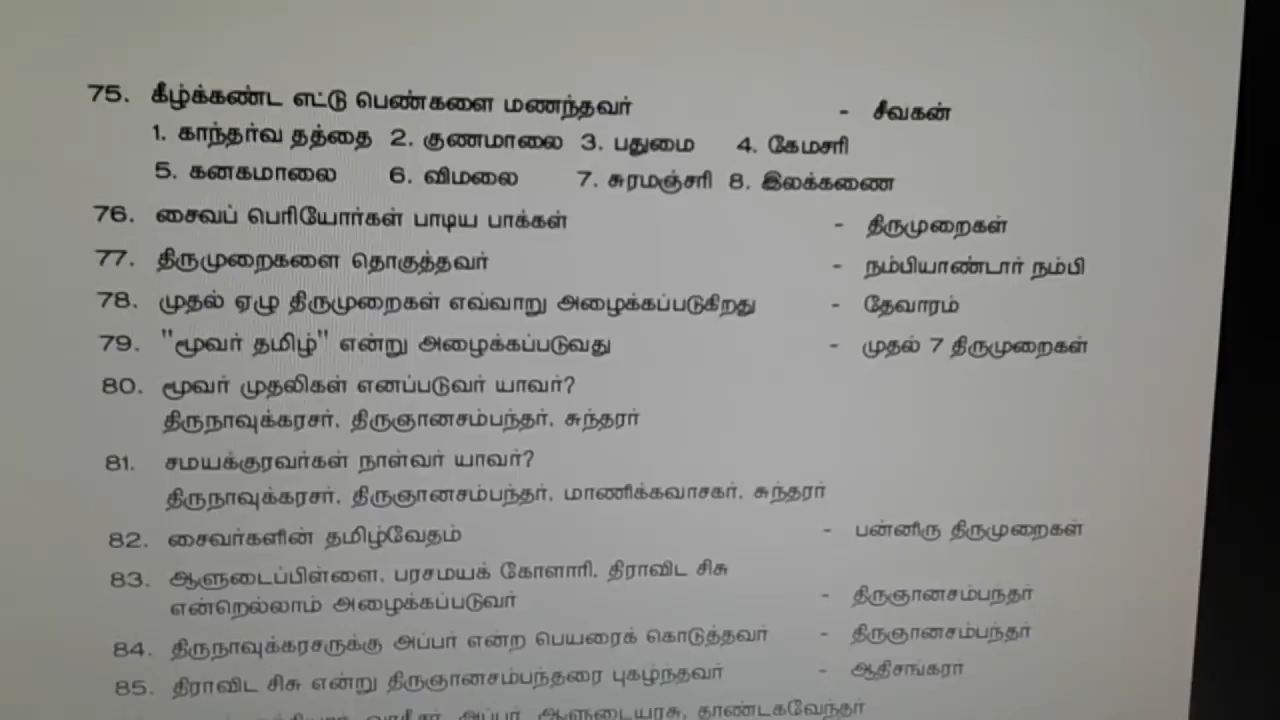 75. கீழ்க்கண்ட எட்டு பெண்களை மணந்தவர் - சீவகன்
1. காந்தர்வ தத்தை 2. குணமாலை 3. பதுமை 4. கேமசரி
5. கனகமாலை 6. விமலை 7. சுரமஞ்சரி 8. இலக்கணை
76. சைவப் பெரியோர்கள் பாடிய பாக்கள் - திருமுறைகள்
77. திருமுறைகளை தொகுத்தவர் - நம்பியாண்டார் நம்பி
78. முதல் ஏழு திருமுறைகள் எவ்வாறு அழைக்கப்படுகிறது - தேவாரம்
79. "மூவர் தமிழ்" என்று அழைக்கப்படுவது - முதல் 7 திருமுறைகள்
80. மூவர் முதலிகள் எனப்படுவர் யாவர்?
திருநாவுக்கரசர், திருஞானசம்பந்தர், சுந்தரர்
81. சமயக்குரவர்கள் நாள்வர் யாவர்?
திருநாவுக்கரசர், திருஞானசம்பந்தர், மாணிக்கவாசகர், சுந்தரர்
82. சைவர்களின் தமிழ்வேதம் - பன்னிரு திருமுறைகள்
83. ஆளுடைப்பிள்ளை, பரசமயக் கோளாரி, திராவிட சிசு
என்றெல்லாம் அழைக்கப்படுவர் - திருஞானசம்பந்தர்
84. திருநாவுக்கரசருக்கு அப்பர் என்ற பெயரைக் கொடுத்தவர் - திருஞானசம்பந்தர்
85. திராவிட சிசு என்று திருஞானசம்பந்தரை புகழ்ந்தவர் - ஆதிசங்கரர்
அப்பர், ஆளுடையரசு, தாண்டகவேந்தர்